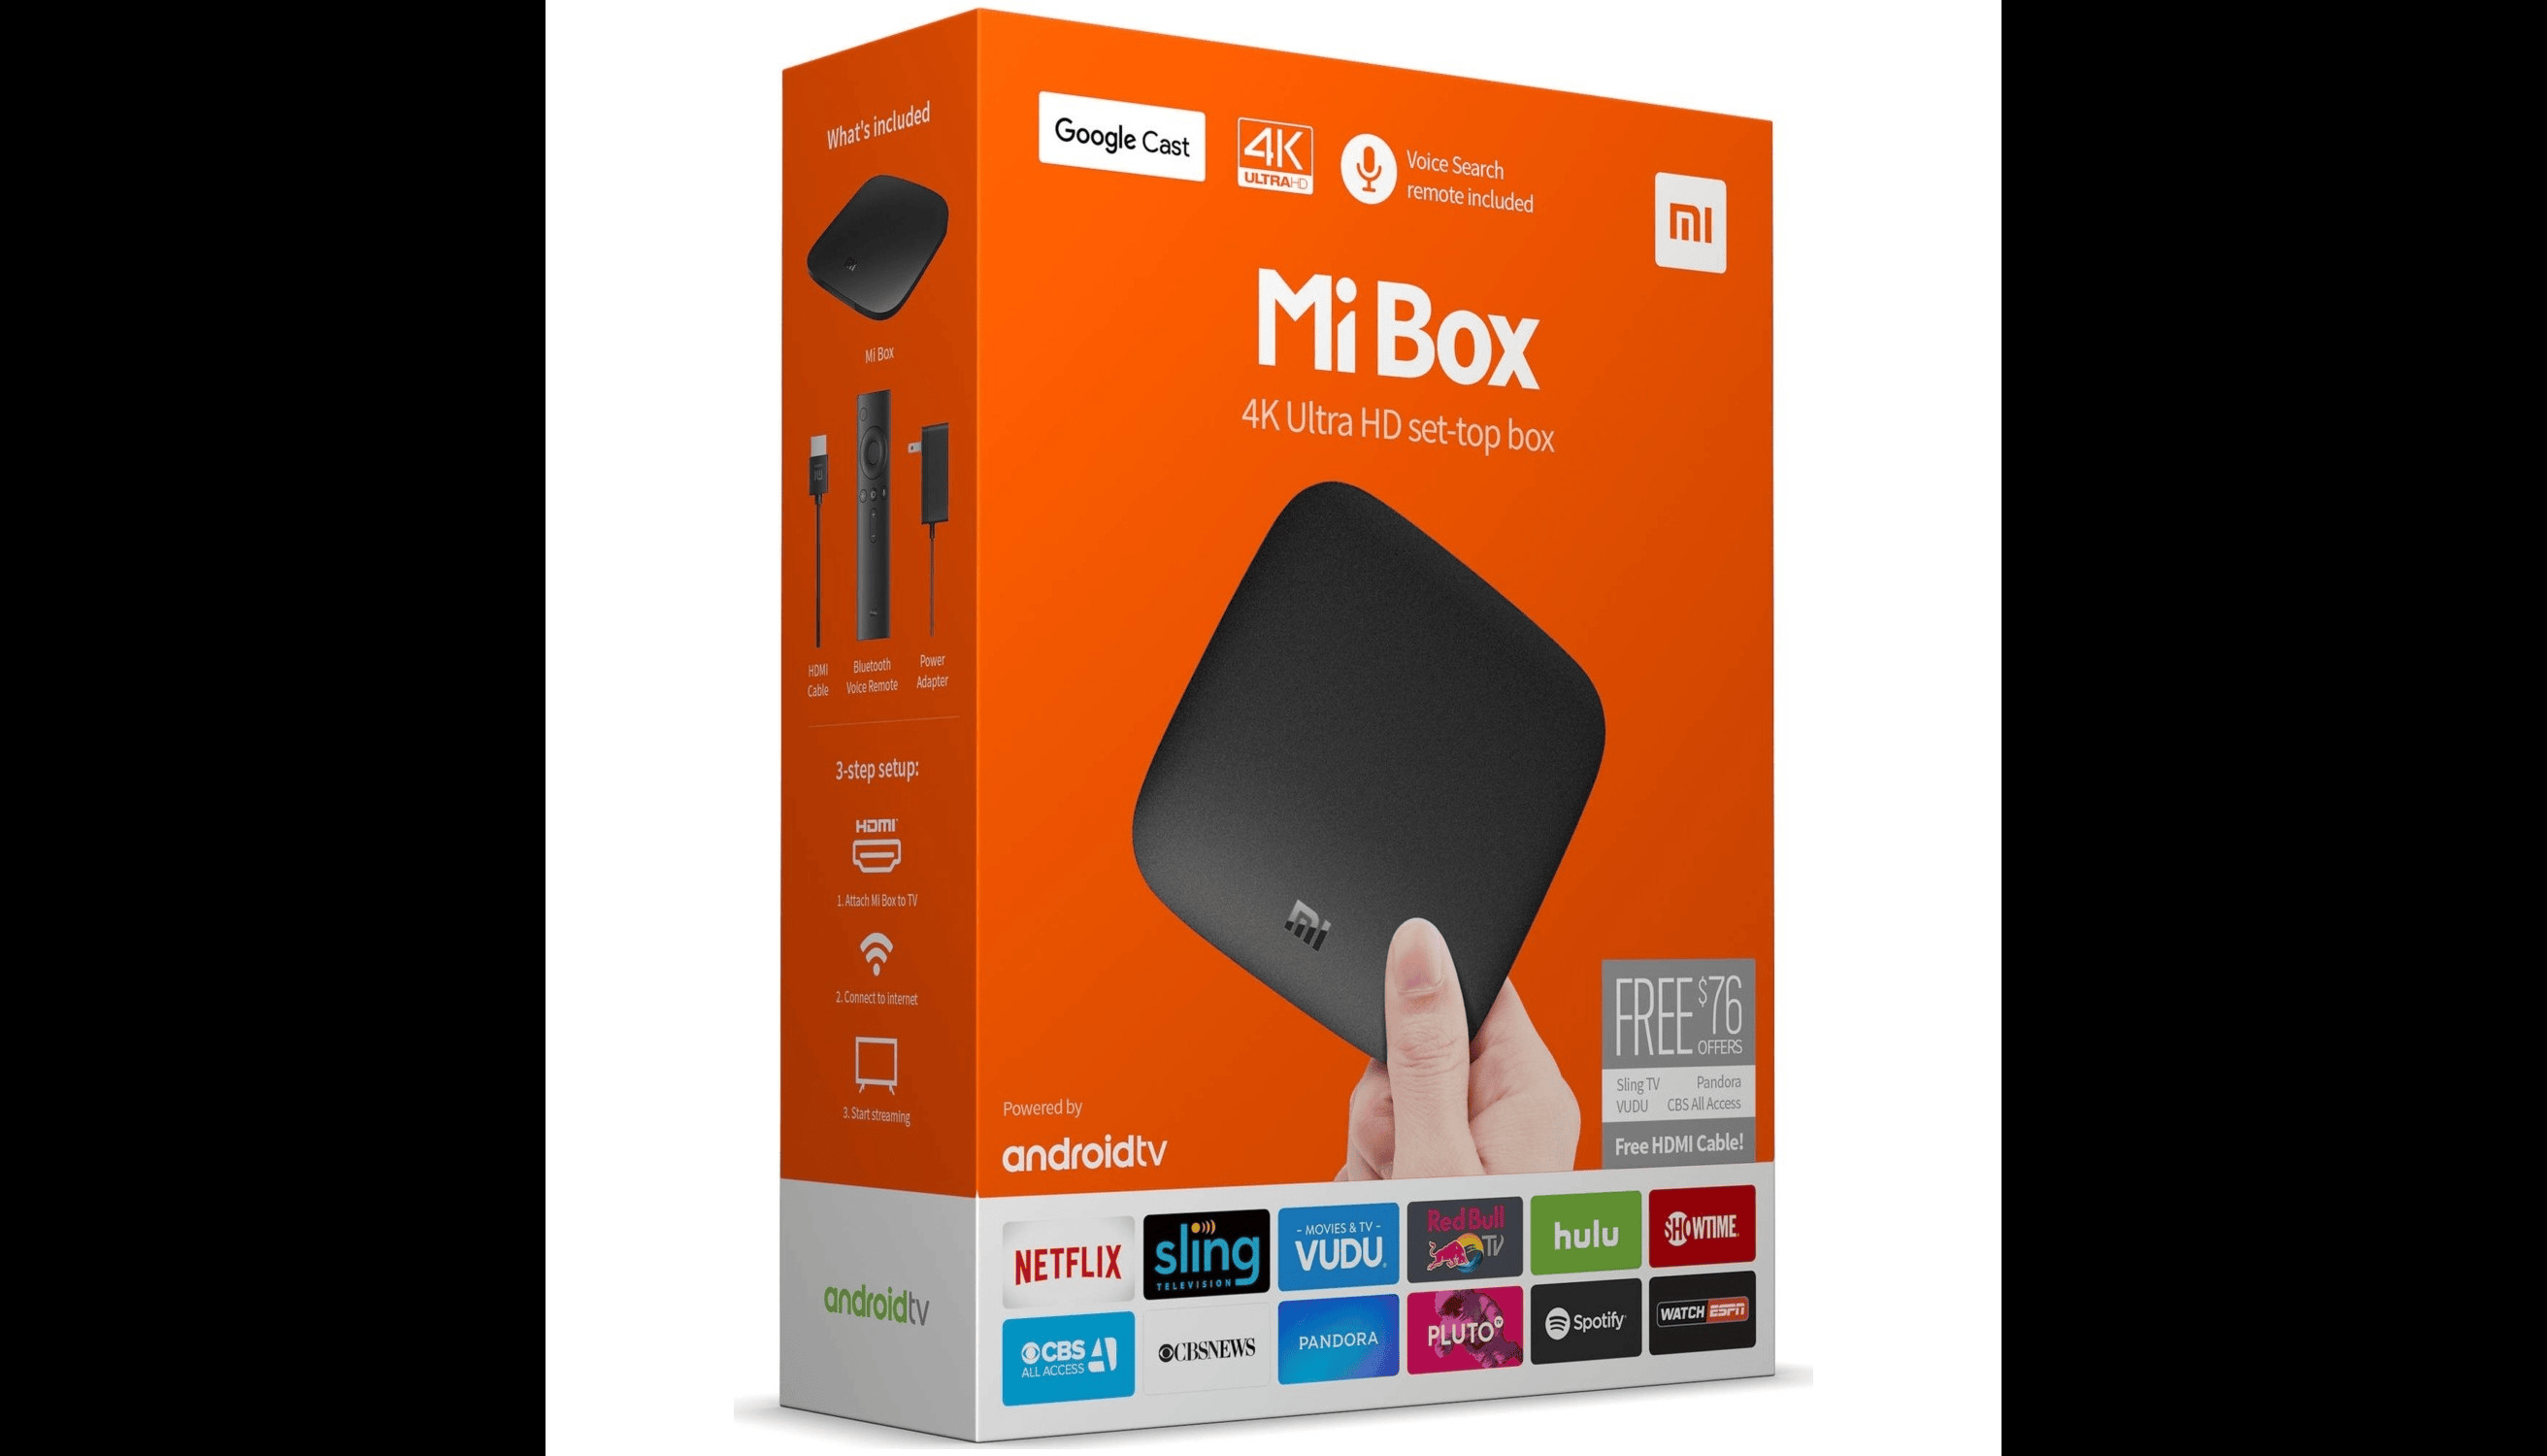 What's included
mi
Mi Box
HDMI
Cable
Bluetooth
Voice Remote
Power
Adapter
3-step setup:
HDMI
1. Attach Mi Box to TV
2. Connect to internet
3. Start streaming
androidtv
Google Cast
4K
ULTRAHD
Voice Search
remote included
mi
Mi Box
4K Ultra HD set-top box
mi
Powered by
androidtv
FREE $76
OFFERS
Sling TV Pandora
VUDU CBS All Access
Free HDMI Cable!
NETFLIX
sling
TELEVISION
- MOVIES & TV -
VUDU
Red Bull
TV
hulu
SHOWTIME
CBS
ALL ACCESS
CBSNEWS
PANDORA
PLUTO TV
Spotify
WATCH ESPN